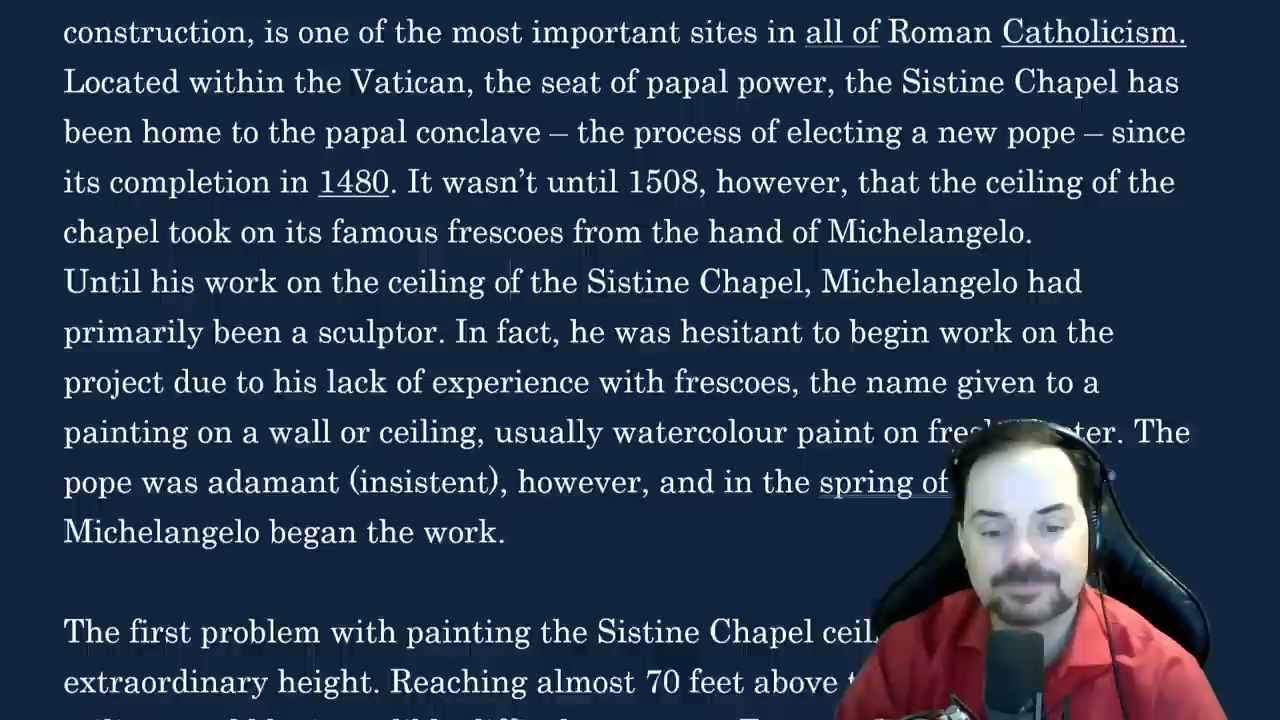 construction, is one of the most important sites in all of Roman Catholicism.
Located within the Vatican, the seat of papal power, the Sistine Chapel has
been home to the papal conclave – the process of electing a new pope – since
its completion in 1480. It wasn’t until 1508, however, that the ceiling of the
chapel took on its famous frescoes from the hand of Michelangelo.
Until his work on the ceiling of the Sistine Chapel, Michelangelo had
primarily been a sculptor. In fact, he was hesitant to begin work on the
project due to his lack of experience with frescoes, the name given to a
painting on a wall or ceiling, usually watercolour paint on The
pope was adamant (insistent), however, and in the spring of
Michelangelo began the work.
The first problem with painting the Sistine Chapel
extraordinary height. Reaching almost 70 feet above